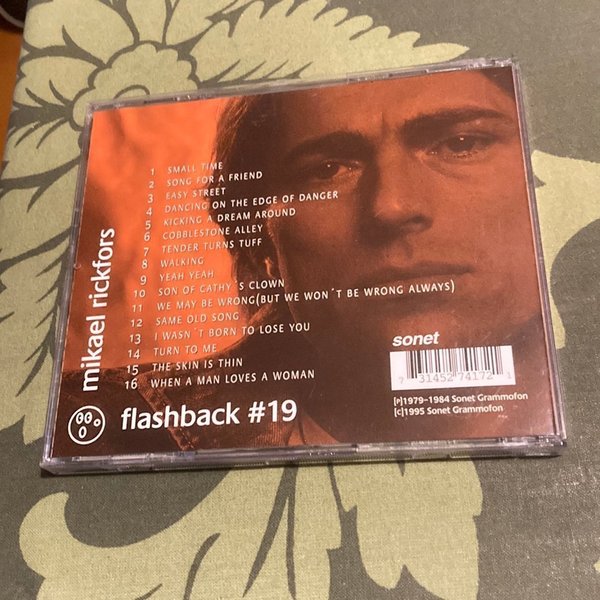 1 SMALL TIME
2 SONG FOR A FRIEND
3 EASY STREET
4 DANCING ON THE EDGE OF DANGER
5 KICKING A DREAM AROUND
6 COBBLESTONE ALLEY
7 TENDER TURNS TUFF
8 WALKING
9 YEAH YEAH
10 SON OF CATHY´S CLOWN
11 WE MAY BE WRONG(BUT WE WON´T BE WRONG ALWAYS)
12 SAME OLD SONG
13 I WASN´T BORN TO LOSE YOU
14 TURN TO ME
15 THE SKIN IS THIN
16 WHEN A MAN LOVES A WOMAN
mikael rickfors
flashback #19
sonet
9 31452 74172 1
[P]1979-1984 Sonet Grammofon
[C]1995 Sonet Grammofon